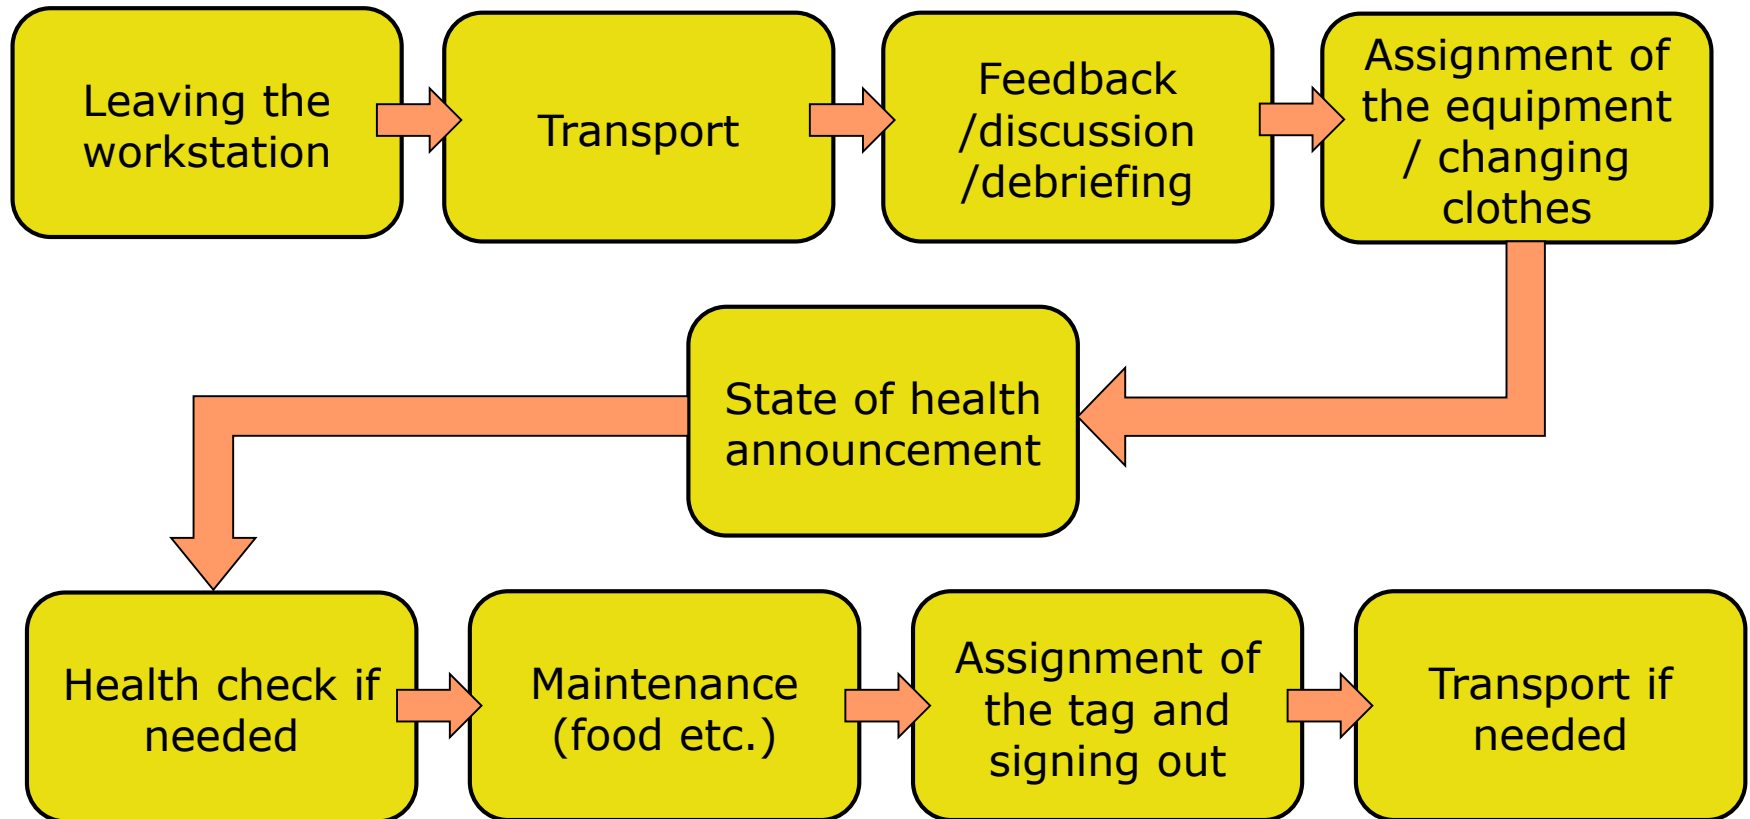 Leaving the
workstation
Transport
Feedback
/discussion
/debriefing
Assignment of
the equipment
/ changing
clothes
State of health
announcement
Health check if
needed
Maintenance
(food etc.)
Assignment of
the tag and
signing out
Transport if
needed